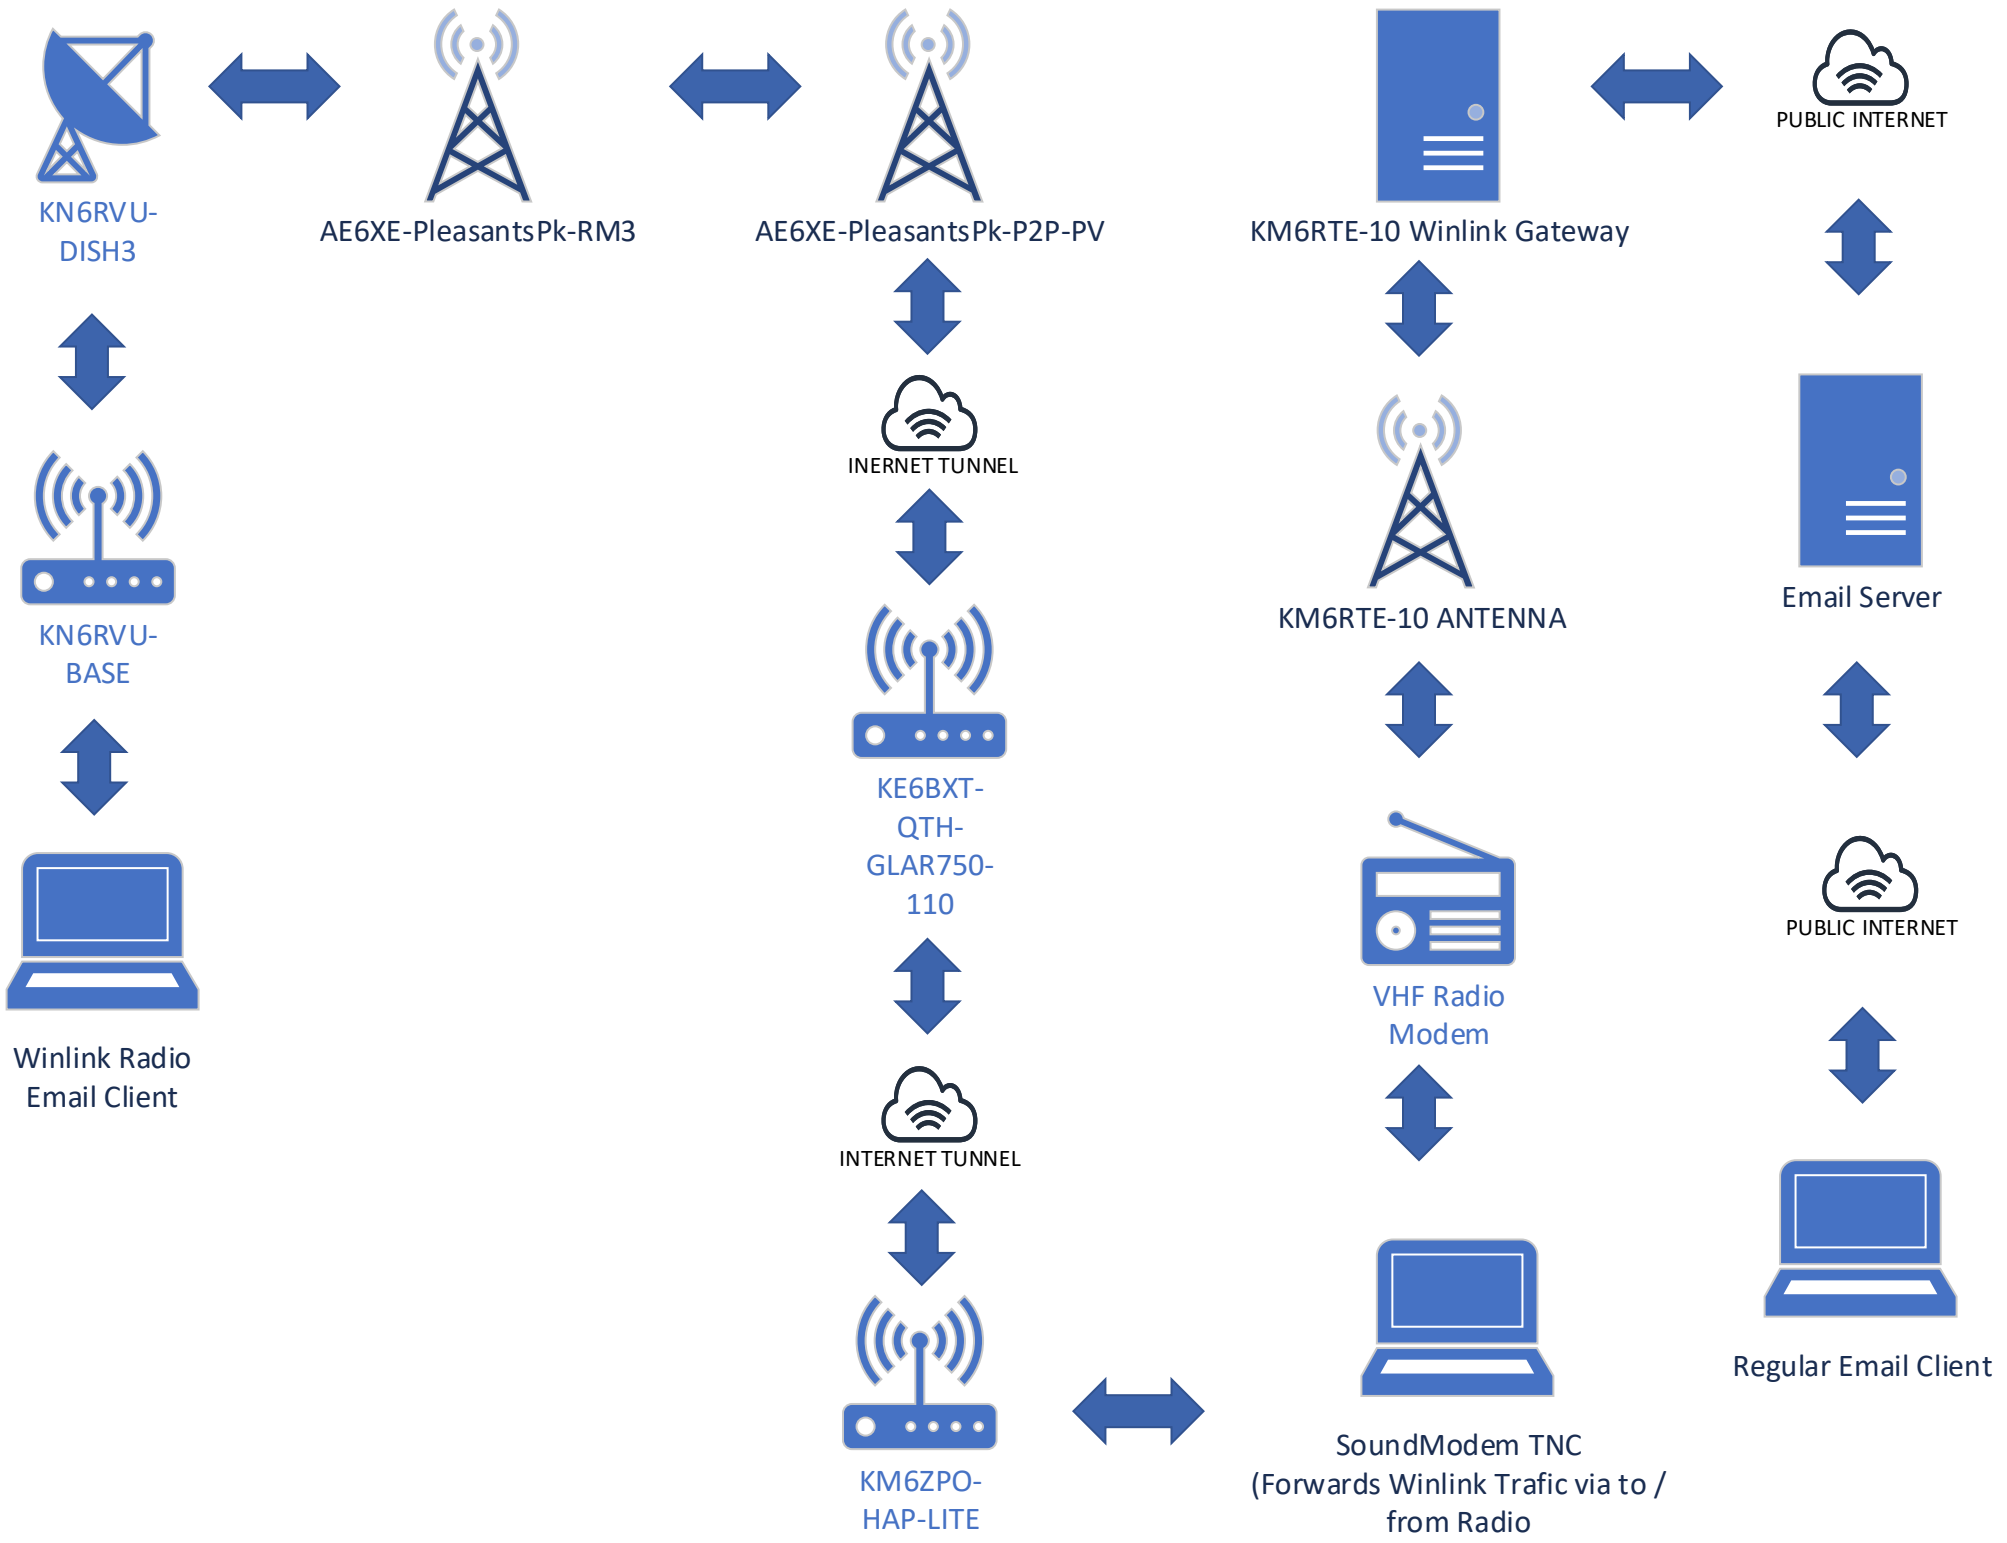 KN6RVU-
DISH3
AE6XE-PleasantsPk-RM3
AE6XE-PleasantsPk-P2P-PV
KM6RTE-10 Winlink Gateway
PUBLIC INTERNET
KN6RVU-
BASE
Winlink Radio
Email Client
INERNET TUNNEL
KE6BXT-
QTH-
GLAR750-
110
INTERNET TUNNEL
KM6ZPO-
HAP-LITE
KM6RTE-10 ANTENNA
VHF Radio
Modem
SoundModem TNC
(Forwards Winlink Trafic via to /
from Radio
Email Server
PUBLIC INTERNET
Regular Email Client